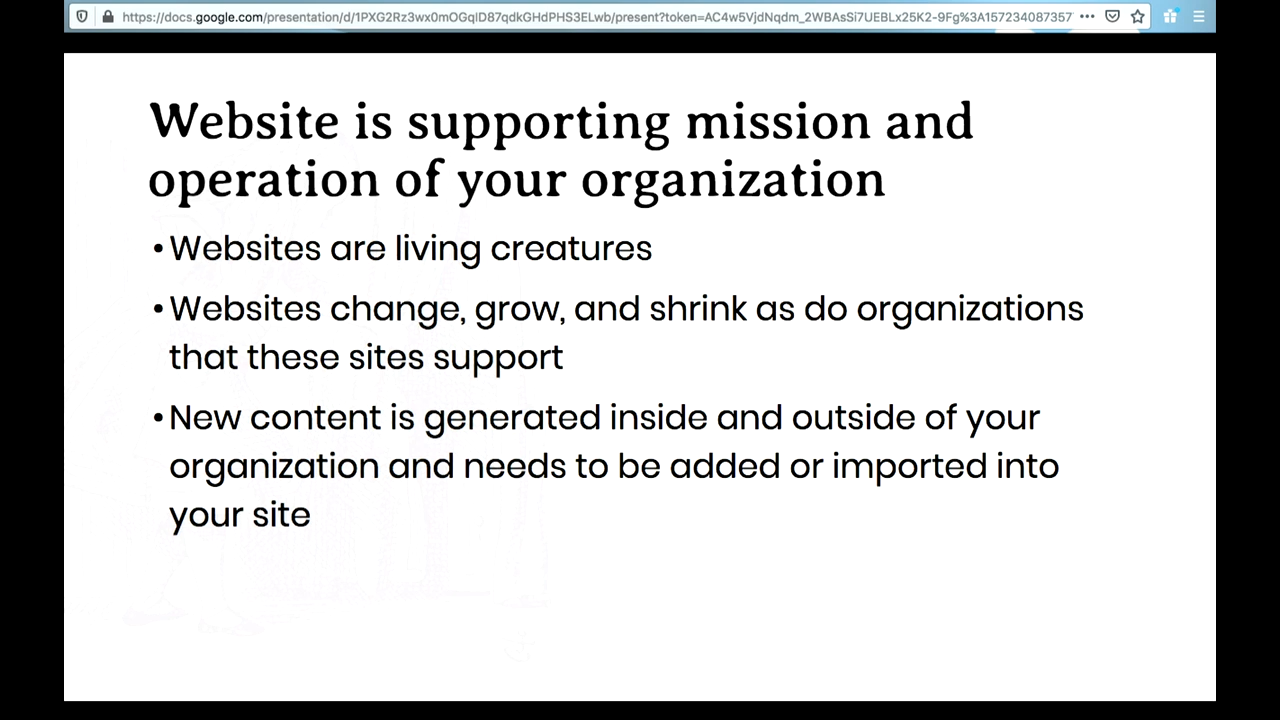 https://docs.google.com/presentation/d/1PXG2Rz3wx0mOGqlD87qdkGHdPHS3ELwb/present?token=AC4w5VjdNqdm_2WBAsSi7UEBLx25K2-9Fg%3A157234087357
Website is supporting mission and
operation of your organization
• Websites are living creatures
• Websites change, grow, and shrink as do organizations
that these sites support
• New content is generated inside and outside of your
organization and needs to be added or imported into
your site